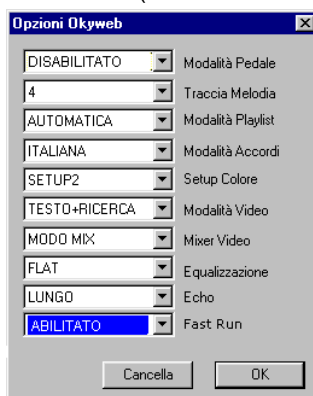 Opzioni Okyweb
DISABILITATO Modalità Pedale
4 Traccia Melodia
AUTOMATICA Modalità Playlist
ITALIANA Modalità Accordi
SETUP2 Setup Colore
TESTO+RICERCA Modalità Video
MODO MIX Mixer Video
FLAT Equalizzazione
LUNGO Echo
ABILITATO Fast Run
Cancella OK